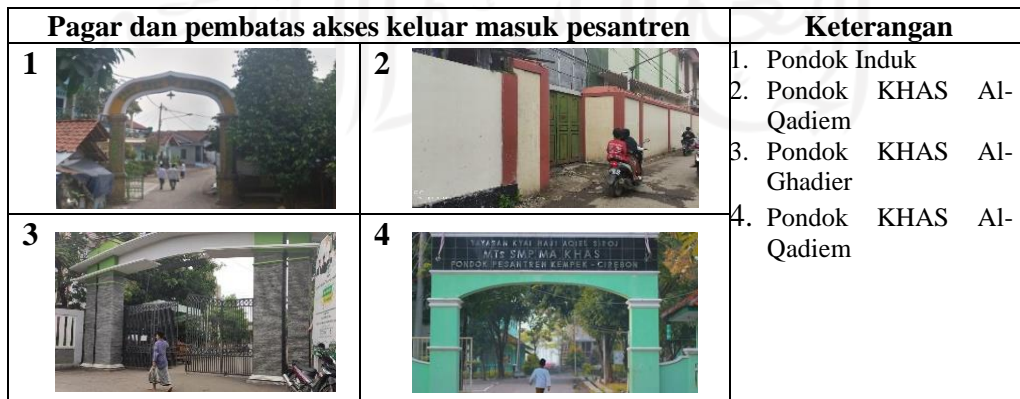 Pagar dan pembatas akses keluar masuk pesantren
Keterangan
1
2
1. Pondok Induk
2. Pondok KHAS Al-
Qadiem
3. Pondok KHAS Al-
Ghadier
4. Pondok KHAS Al-
Qadiem
3
4
YAYASAN KYAI HAJI AQIEL SIROJ
MTs SMP MA KHAS
PONDOK PESANTREN KEMPEK - CIREBON